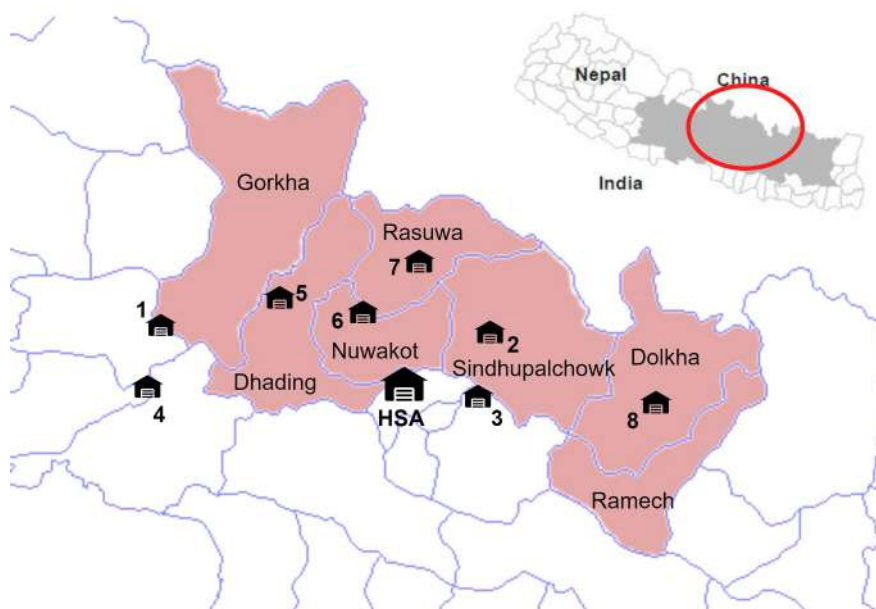 Nepal
China
India
Gorkha
Rasuwa
7
5
1
6
2
Nuwakot
Sindhupalchowk
Dolkha
Dhading
4
HSA
3
8
Ramech